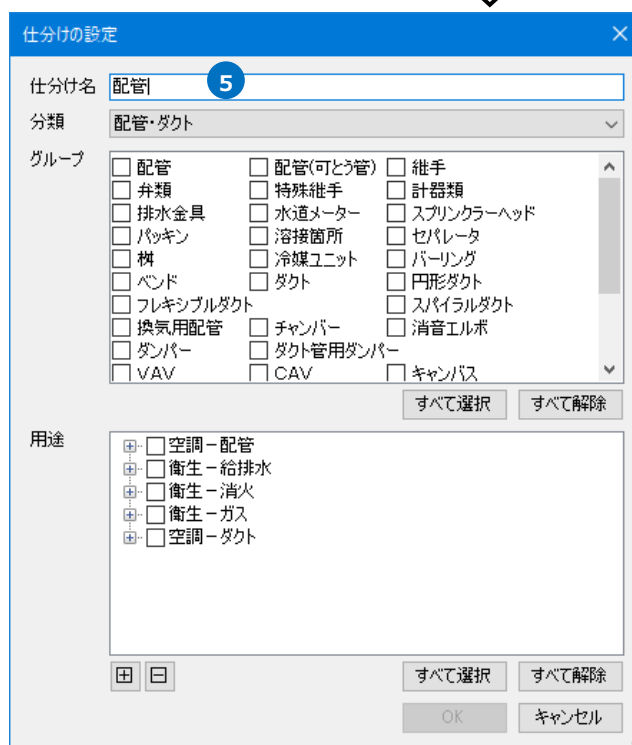 仕分けの設定
仕分け名 配管 5
分類 配管・ダクト
グループ
配管 配管(可とう管) 継手
弁類 特殊継手 計器類
排水金具 水道メーター スプリンクラーヘッド
パッキン 溶接箇所 セパレータ
桝 冷媒ユニット バーリング
ベンド ダクト 円形ダクト
フレキシブルダクト スパイラルダクト
換気用配管 チャンバー 消音エルボ
ダンパー ダクト管用ダンパー
VAV CAV キャンバス
すべて選択 すべて解除
用途
空調－配管
衛生－給排水
衛生－消火
衛生－ガス
空調－ダクト
すべて選択 すべて解除
OK キャンセル